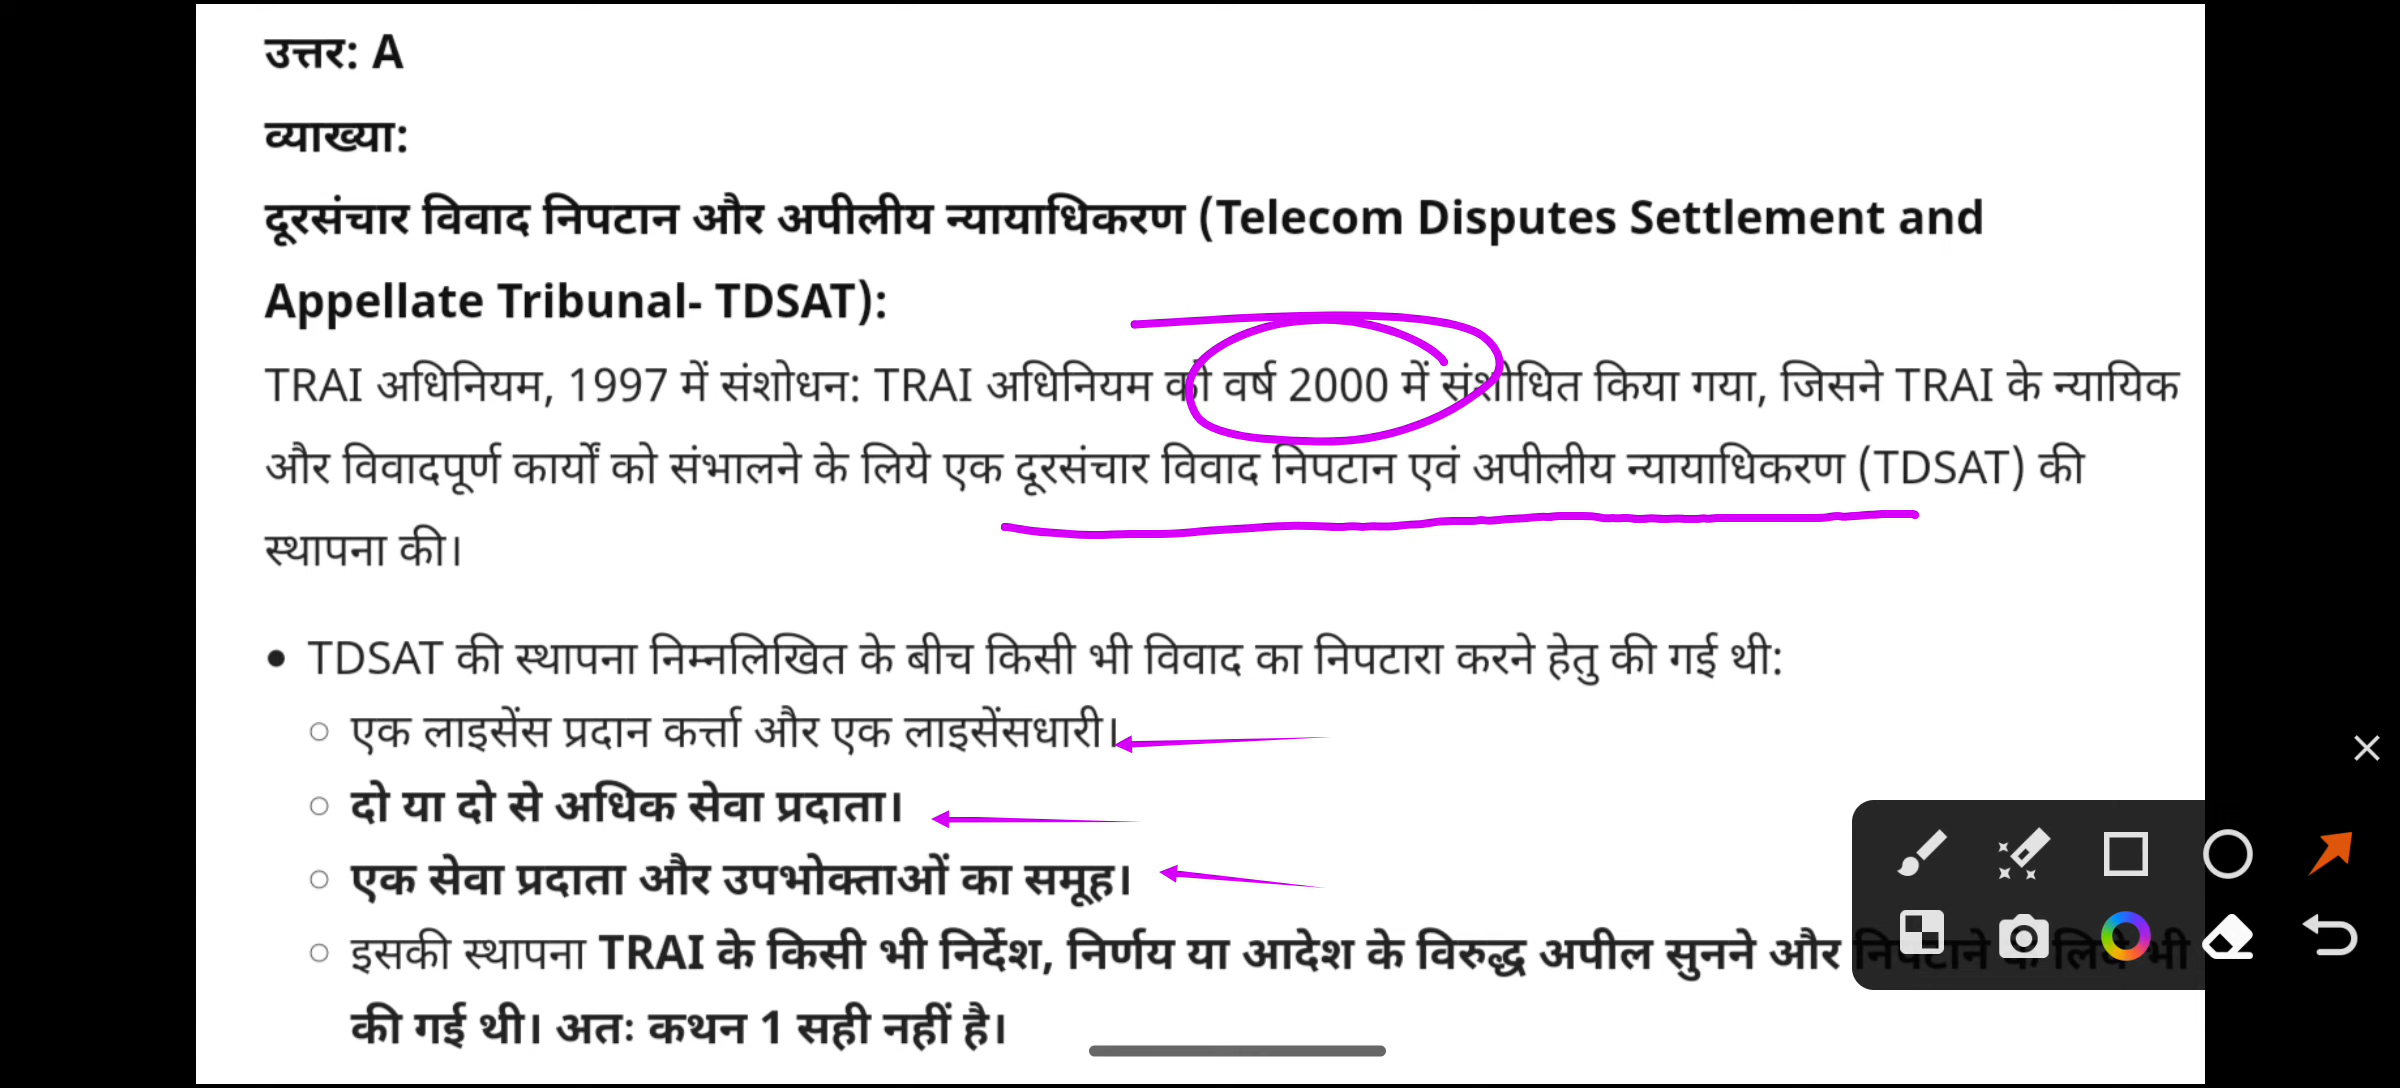 उत्तर: A
व्याख्या:
दूरसंचार विवाद निपटान और अपीलीय न्यायाधिकरण (Telecom Disputes Settlement and
Appellate Tribunal- TDSAT):
TRAI अधिनियम, 1997 में संशोधन: TRAI अधिनियम को वर्ष 2000 में संशोधित किया गया, जिसने TRAI के न्यायिक
और विवादपूर्ण कार्यों को संभालने के लिये एक दूरसंचार विवाद निपटान एवं अपीलीय न्यायाधिकरण (TDSAT) की
स्थापना की।
• TDSAT की स्थापना निम्नलिखित के बीच किसी भी विवाद का निपटारा करने हेतु की गई थी:
○ एक लाइसेंस प्रदान कर्त्ता और एक लाइसेंसधारी।
○ दो या दो से अधिक सेवा प्रदाता।
○ एक सेवा प्रदाता और उपभोक्ताओं का समूह।
○ इसकी स्थापना TRAI के किसी भी निर्देश, निर्णय या आदेश के विरुद्ध अपील सुनने और निपटाने के लिये भी
की गई थी। अतः कथन 1 सही नहीं है।